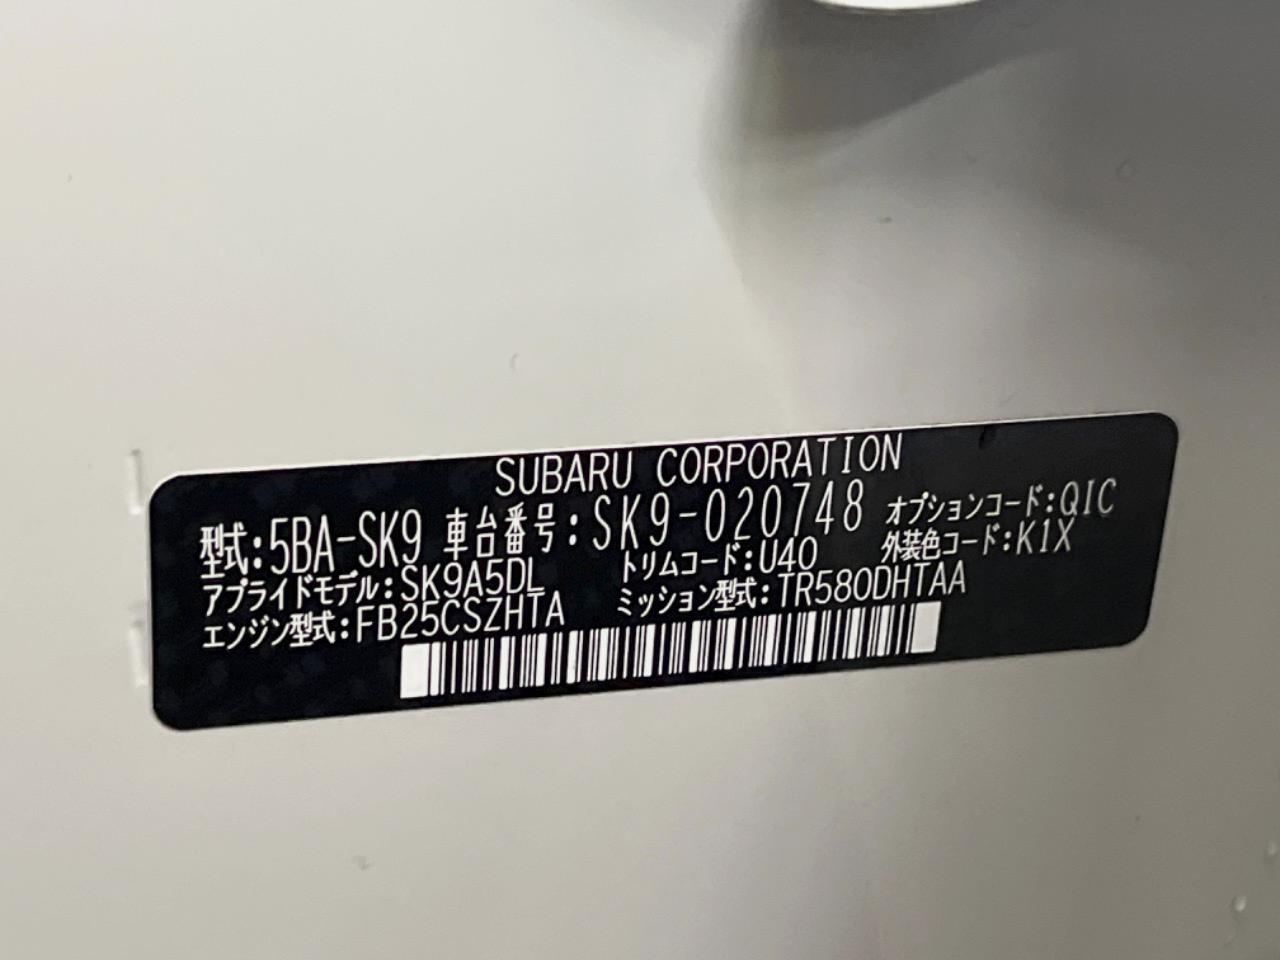 SUBARU CORPORATION
型式:5BA-SK9 車台番号:SK9-020748 オプションコード:QIC
アプライドモデル:SK9A5DL トリムコード:U40 外装色コード:K1X
エンジン型式:FB25CSZHTA ミッション型式:TR580DHTAA